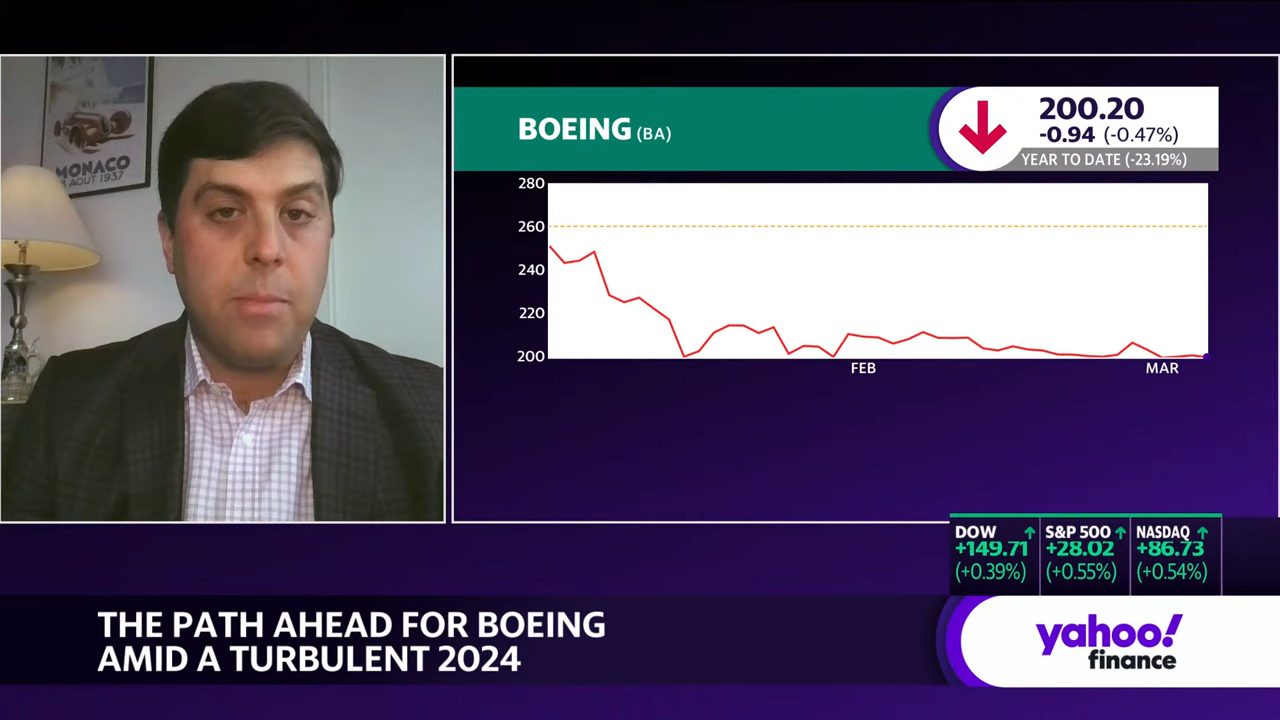 MONACO
8 AOUT 1937
BOEING (BA)
200.20
-0.94 (-0.47%)
YEAR TO DATE (-23.19%)
280
260
240
220
200
FEB
MAR
DOW
+149.71
(+0.39%)
S&P 500
+28.02
(+0.55%)
NASDAQ
+86.73
(+0.54%)
THE PATH AHEAD FOR BOEING
AMID A TURBULENT 2024
yahoo!
finance